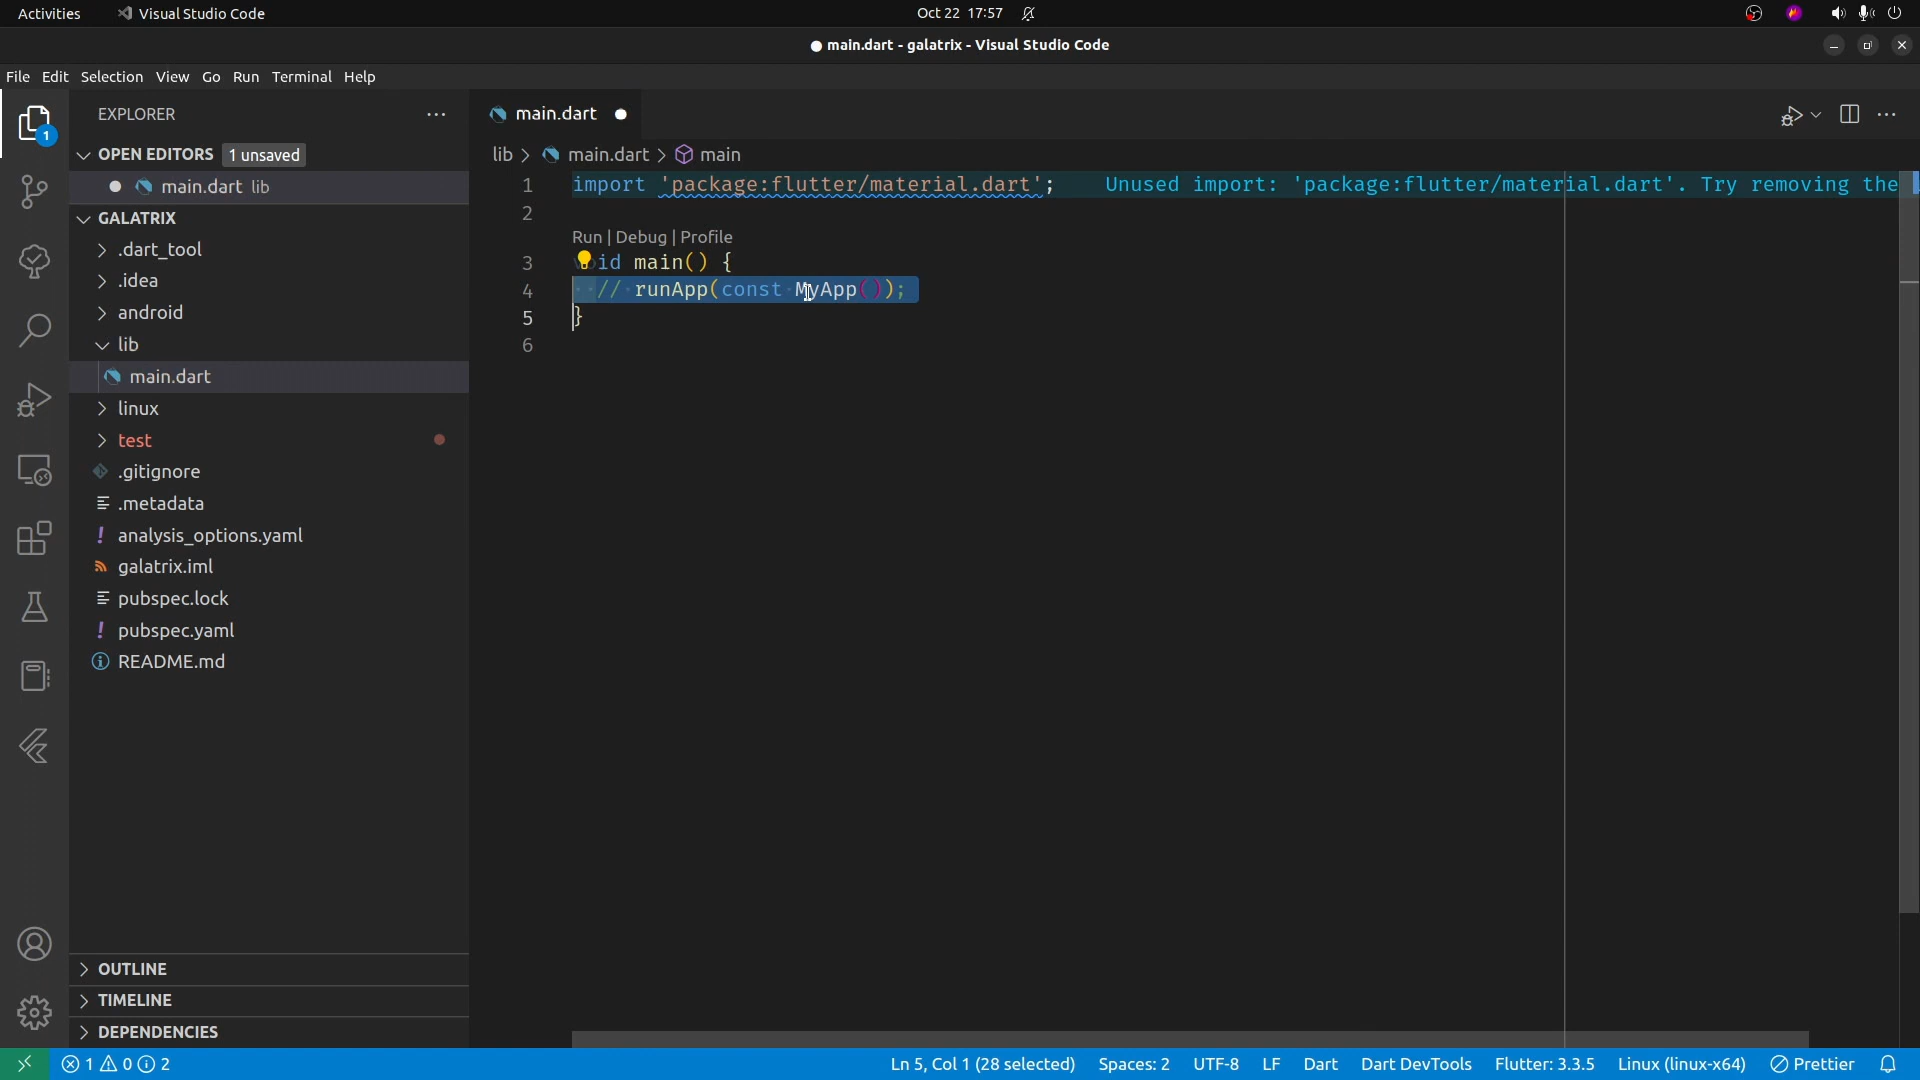 Activities
Visual Studio Code
Oct 22 17:57
main.dart - galatrix - Visual Studio Code
File Edit Selection View Go Run Terminal Help
EXPLORER
1
OPEN EDITORS 1 unsaved
main.dart lib
GALATRIX
.dart_tool
.idea
android
lib
main.dart
linux
test
.gitignore
.metadata
analysis_options.yaml
galatrix.iml
pubspec.lock
pubspec.yaml
README.md
OUTLINE
TIMELINE
DEPENDENCIES
main.dart
lib > main.dart > main
1 import 'package:flutter/material.dart'; Unused import: 'package:flutter/material.dart'. Try removing the
2
Run | Debug | Profile
3 void main() {
4 // runApp(const MyApp());
5 }
6
1 0 2
Ln 5, Col 1 (28 selected) Spaces: 2 UTF-8 LF Dart Dart DevTools Flutter: 3.3.5 Linux (linux-x64) Prettier